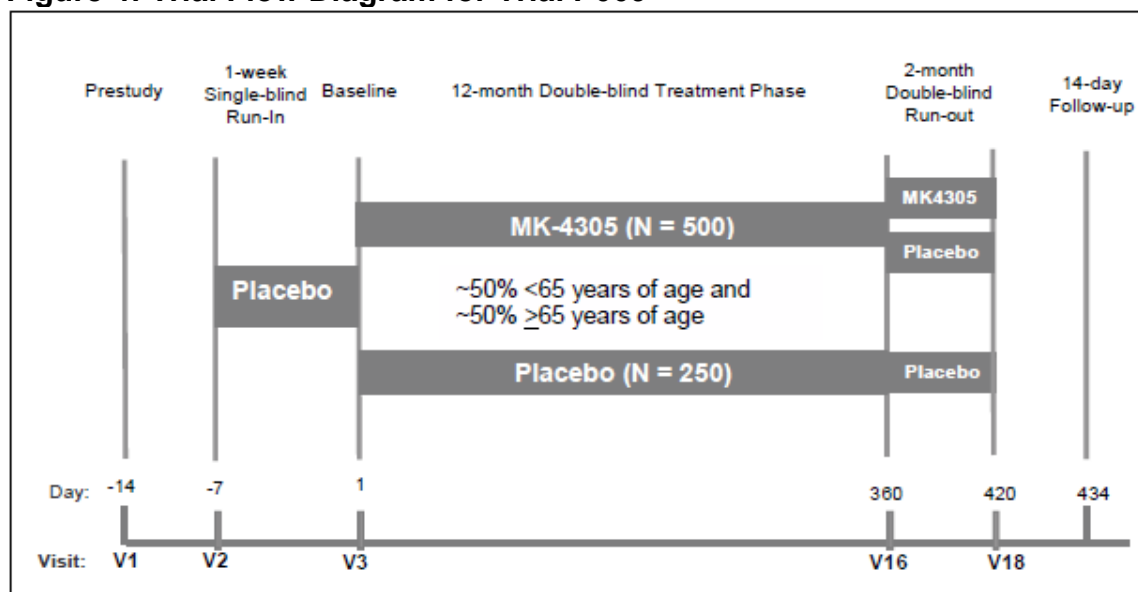 Figure Trial Flow Diagram for Trial
Prestudy
1-week
Single-blind
Run-In
Baseline
12-month Double-blind Treatment Phase
2-month
Double-blind
Run-out
14-day
Follow-up
MK4305
MK-4305 (N = 500)
Placebo
Placebo
~50% <65 years of age and
~50% ≥65 years of age
Placebo (N = 250)
Placebo
Day: -14 -7 1 360 420 434
Visit: V1 V2 V3 V16 V18